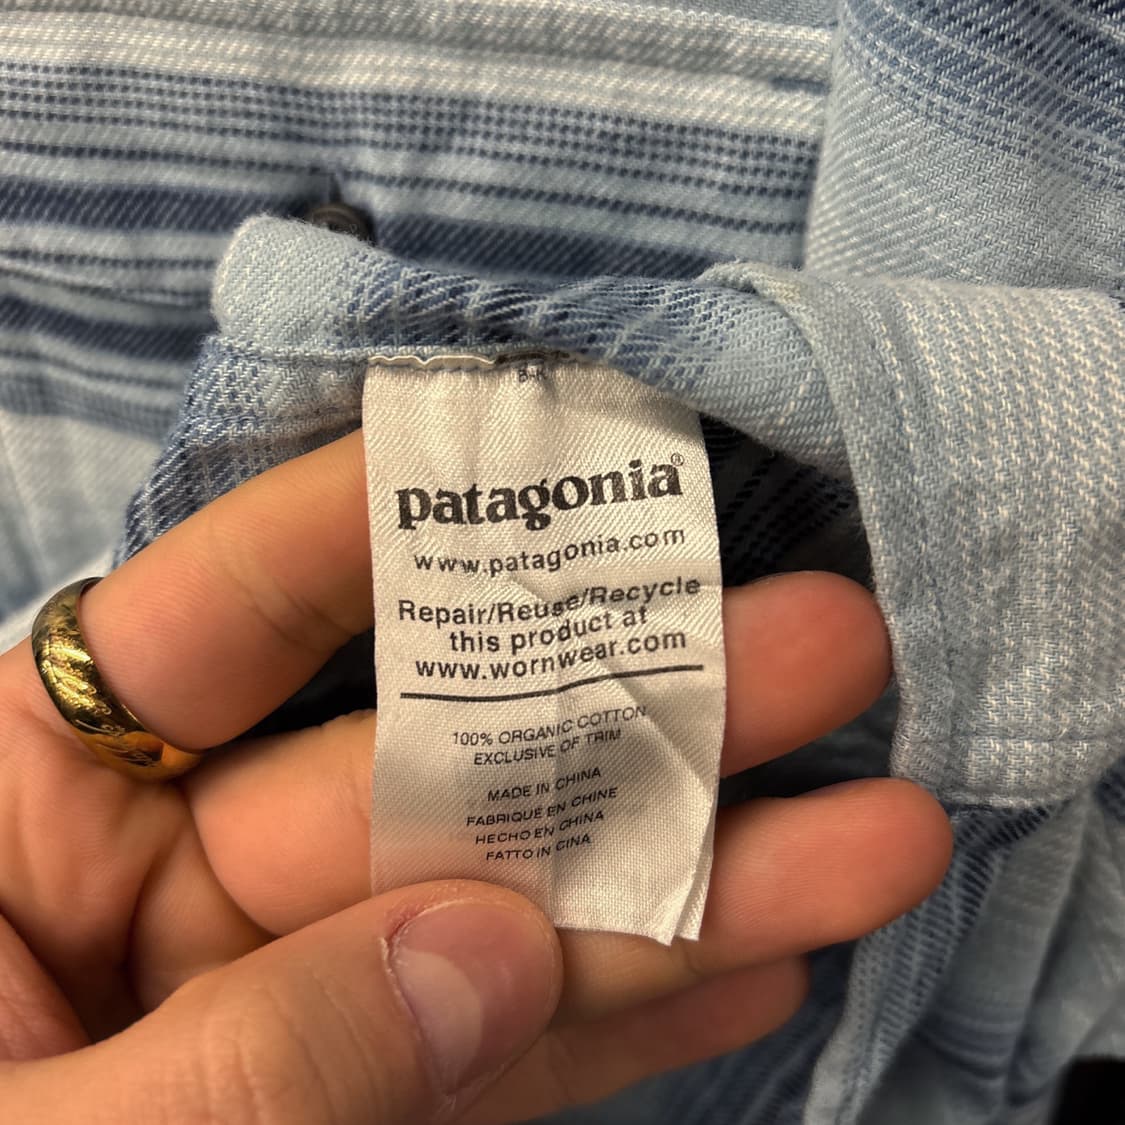 patagonia®
www.patagonia.com
Repair/Reuse/Recycle
this product at
www.wornwear.com
100% ORGANIC COTTON
EXCLUSIVE OF TRIM
MADE IN CHINA
FABRIQUE EN CHINE
HECHO EN CHINA
FATTO IN CINA